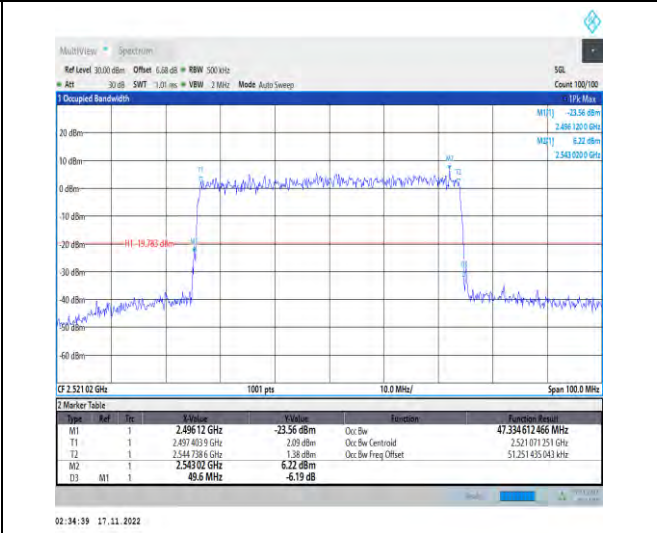 MultiView Spectrum
Ref Level 30.00 dBm Offset 6.68 dB RBW 500 kHz SGL
Att 30 dB SWT 1.01 ms VBW 2 MHz Mode Auto Sweep Count 100/100
1 Occupied Bandwidth 1Pk Max
M1[1] -23.56 dBm
2.496 120 0 GHz
M2[1] 6.22 dBm
2.543 020 0 GHz
20 dBm
10 dBm
0 dBm
-10 dBm
-20 dBm
H1 -19.783 dBm
-30 dBm
-40 dBm
-50 dBm
-60 dBm
T1
M2
T2
M1
CF 2.521 02 GHz 1001 pts 10.0 MHz/ Span 100.0 MHz
2 Marker Table
Type Ref Trc X-Value Y-Value Function Function Result
M1 1 2.496 12 GHz -23.56 dBm Occ Bw 47.334 612 466 MHz
T1 1 2.497 403 9 GHz 2.09 dBm Occ Bw Centroid 2.521 071 251 GHz
T2 1 2.544 738 6 GHz 1.38 dBm Occ Bw Freq Offset 51.251 435 043 kHz
M2 1 2.543 02 GHz 6.22 dBm
D3 M1 1 49.6 MHz -6.19 dB
02:34:39 17.11.2022